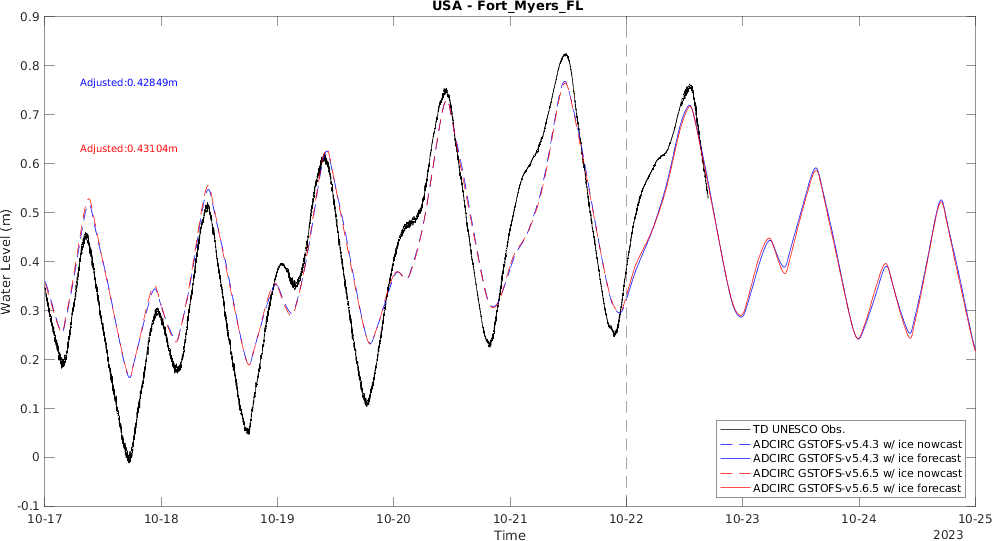 USA - Fort_Myers_FL
0.9
0.8
0.7
0.6
0.5
0.4
0.3
0.2
0.1
0
-0.1
Water Level (m)
Adjusted:0.42849m
Adjusted:0.43104m
TD UNESCO Obs.
ADCIRC GSTOFS-v5.4.3 w/ ice nowcast
ADCIRC GSTOFS-v5.4.3 w/ ice forecast
ADCIRC GSTOFS-v5.6.5 w/ ice nowcast
ADCIRC GSTOFS-v5.6.5 w/ ice forecast
10-17 10-18 10-19 10-20 10-21 10-22 10-23 10-24 10-25
Time
2023